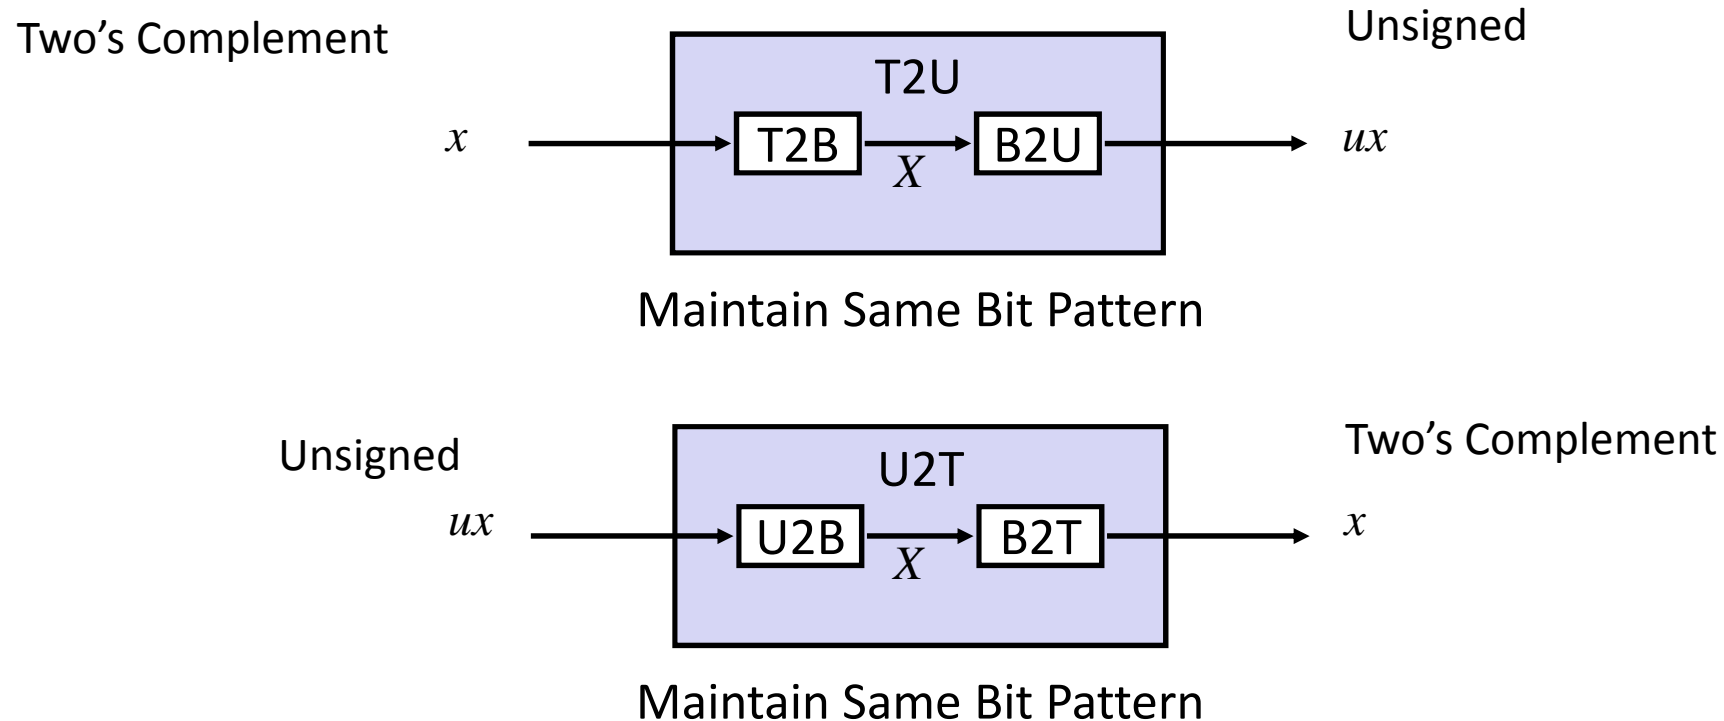 Two’s Complement
Unsigned
T2U
x
T2B
X
B2U
ux
Maintain Same Bit Pattern
Unsigned
Two’s Complement
U2T
ux
U2B
X
B2T
x
Maintain Same Bit Pattern